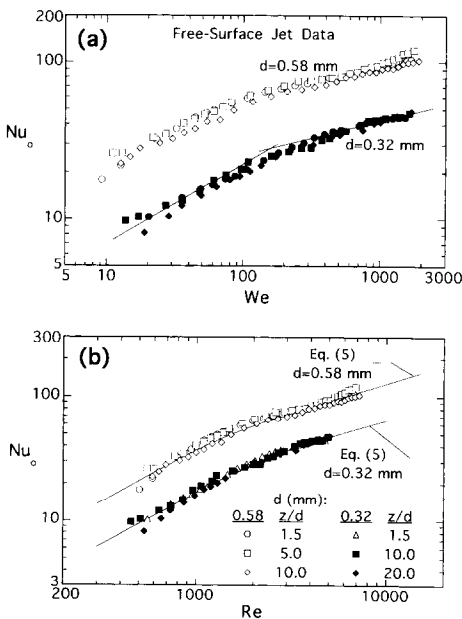 200
(a)
Free-Surface Jet Data
100
d=0.58 mm
Nuo
d=0.32 mm
10
5
5
10
100
1000
3000
We
300
(b)
Eq. (5)
d=0.58 mm
100
Nuo
Eq. (5)
d=0.32 mm
d (mm):
0.58 z/d 0.32 z/d
1.5 1.5
5.0 10.0
10.0 20.0
10
3
200
1000
10000
Re